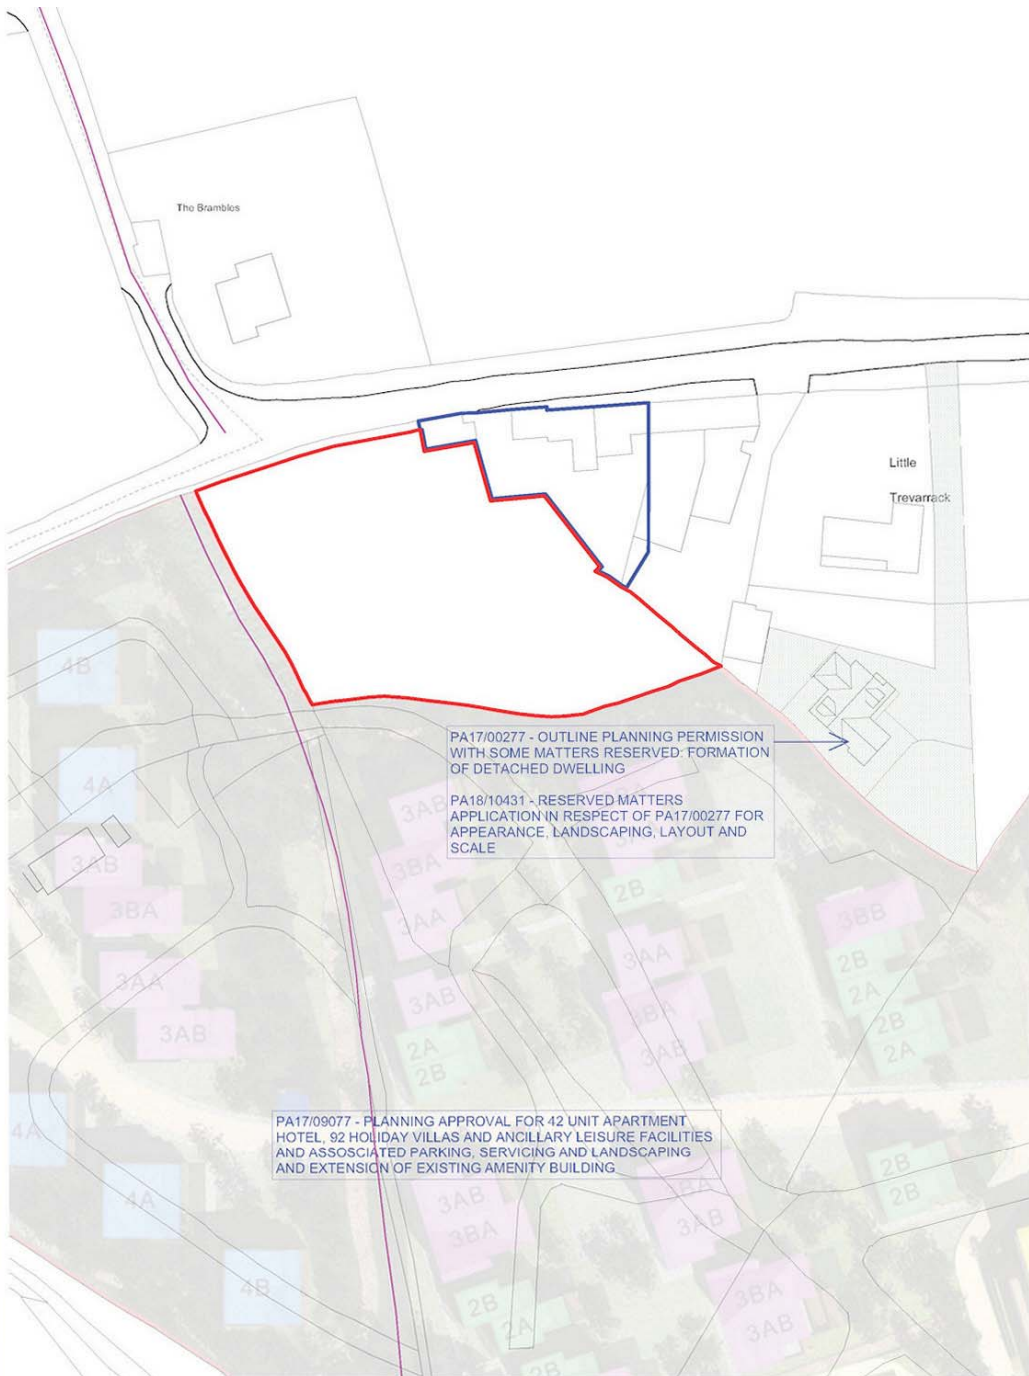 The Brambles
Little
Trevarrack
4B
PA17/00277 - OUTLINE PLANNING PERMISSION
WITH SOME MATTERS RESERVED: FORMATION
OF DETACHED DWELLING
PA18/10431 - RESERVED MATTERS
APPLICATION IN RESPECT OF PA17/00277 FOR
APPEARANCE, LANDSCAPING, LAYOUT AND
SCALE
4A
3AB
3AB
3BA
3BA
2B
3AA
3BB
3AA
3AA
2B
2A
3AB
3AB
3BA
2B
2A
3AB
2A
2B
PA17/09077 - PLANNING APPROVAL FOR 42 UNIT APARTMENT
HOTEL, 92 HOLIDAY VILLAS AND ANCILLARY LEISURE FACILITIES
AND ASSOSCIATED PARKING, SERVICING AND LANDSCAPING
AND EXTENSION OF EXISTING AMENITY BUILDING
4A
4A
3AB
3BA
3BA
3AB
2B
2B
4B
2B
2A
3BA
3AB
2B